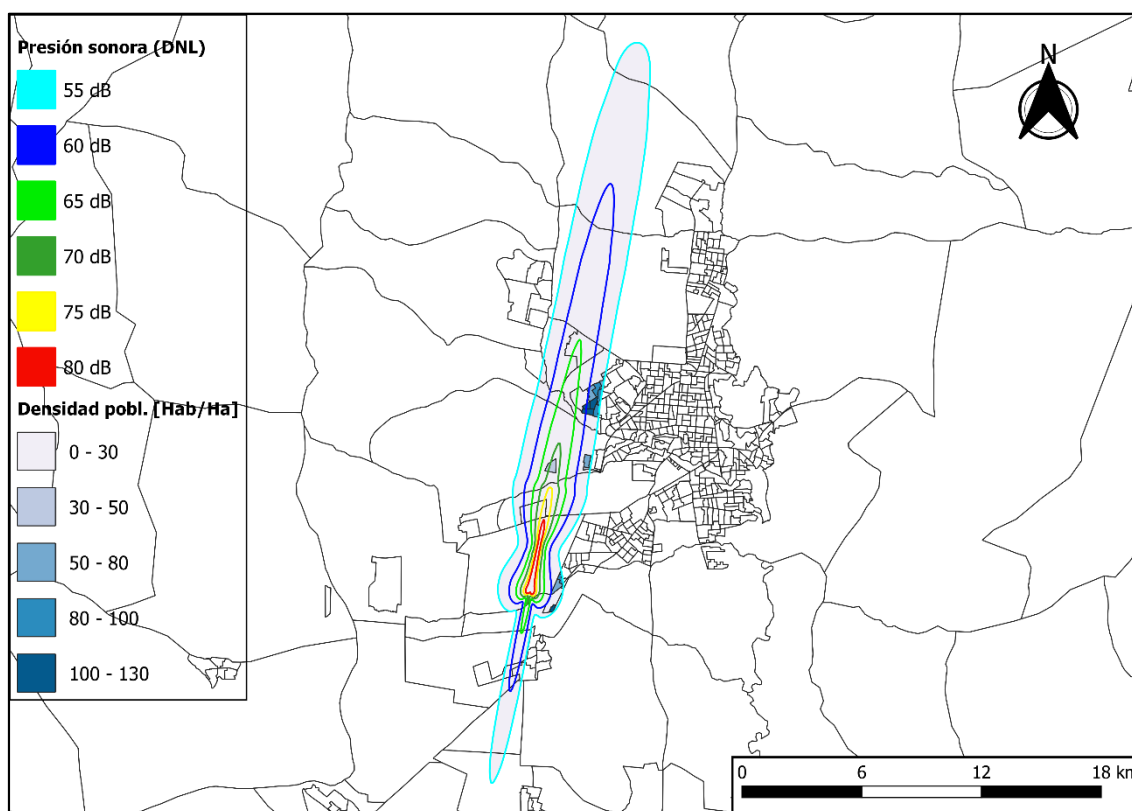 Presión sonora (DNL)
55 dB
60 dB
65 dB
70 dB
75 dB
80 dB
Densidad pobl. [Hab/Ha]
0 - 30
30 - 50
50 - 80
80 - 100
100 - 130
N
0 6 12 18 km